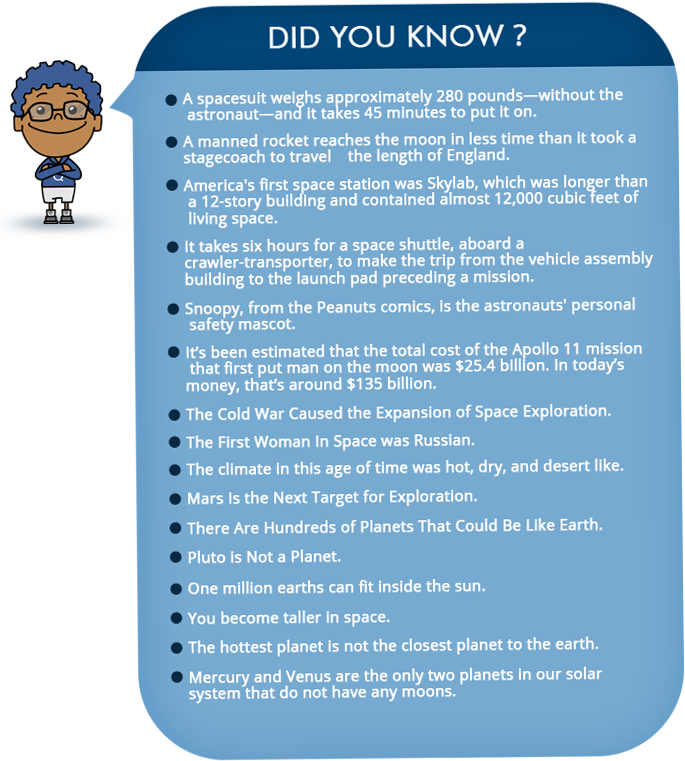 DID YOU KNOW ?
● A spacesuit weighs approximately 280 pounds—without the
astronaut—and it takes 45 minutes to put it on.
● A manned rocket reaches the moon in less time than it took a
stagecoach to travel the length of England.
● America's first space station was Skylab, which was longer than
a 12-story building and contained almost 12,000 cubic feet of
living space.
● It takes six hours for a space shuttle, aboard a
crawler-transporter, to make the trip from the vehicle assembly
building to the launch pad preceding a mission.
● Snoopy, from the Peanuts comics, is the astronauts' personal
safety mascot.
● It's been estimated that the total cost of the Apollo 11 mission
that first put man on the moon was $25.4 billion. In today's
money, that's around $135 billion.
● The Cold War Caused the Expansion of Space Exploration.
● The First Woman In Space was Russian.
● The climate in this age of time was hot, dry, and desert like.
● Mars Is the Next Target for Exploration.
● There Are Hundreds of Planets That Could Be Like Earth.
● Pluto is Not a Planet.
● One million earths can fit inside the sun.
● You become taller in space.
● The hottest planet is not the closest planet to the earth.
● Mercury and Venus are the only two planets in our solar
system that do not have any moons.